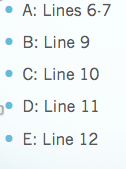 A: Lines 6-7
B: Line 9
C: Line 10
D: Line 11
E: Line 12